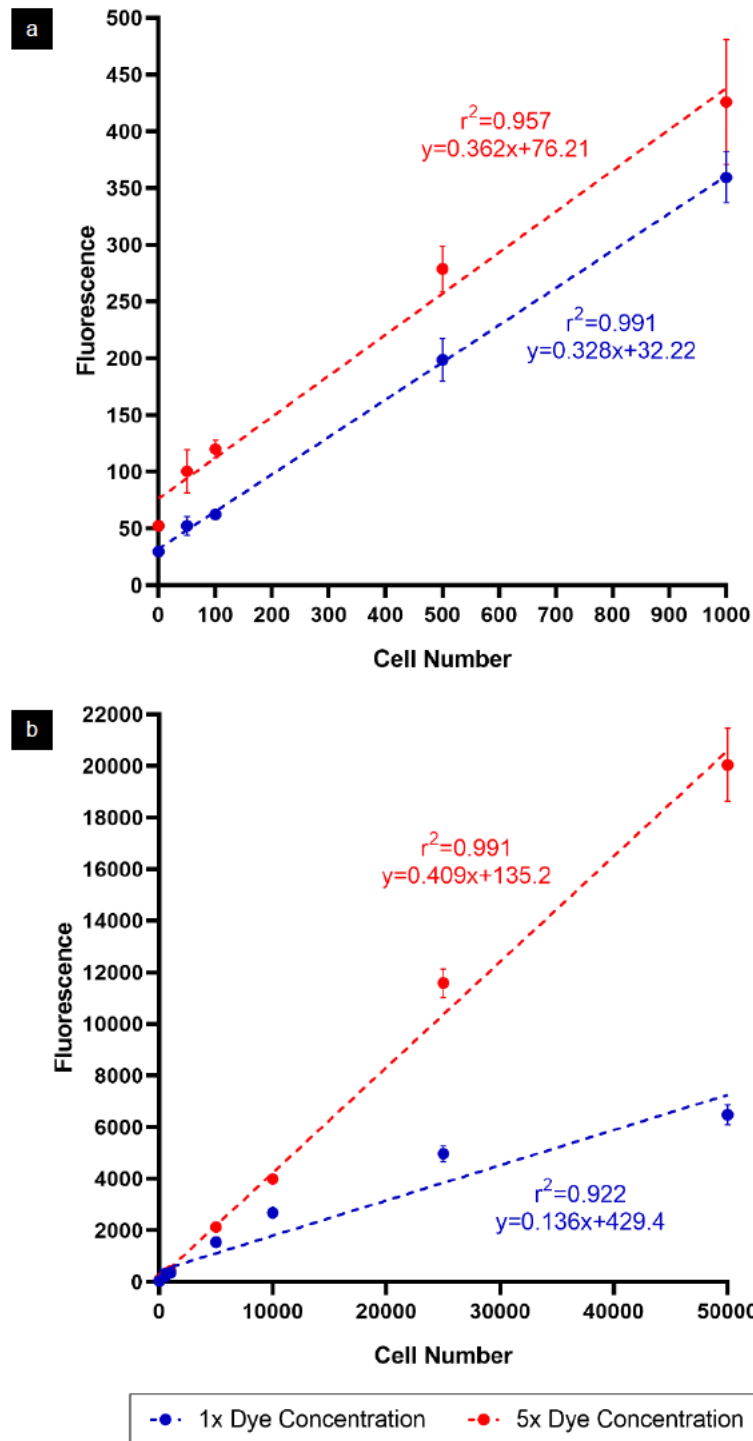 a
500
450
400
350
300
250
200
150
100
50
0
Fluorescence
r²=0.957
y=0.362x+76.21
r²=0.991
y=0.328x+32.22
0 100 200 300 400 500 600 700 800 900 1000
Cell Number
b
22000
20000
18000
16000
14000
12000
10000
8000
6000
4000
2000
0
Fluorescence
r²=0.991
y=0.409x+135.2
r²=0.922
y=0.136x+429.4
0 10000 20000 30000 40000 50000
Cell Number
1x Dye Concentration 5x Dye Concentration